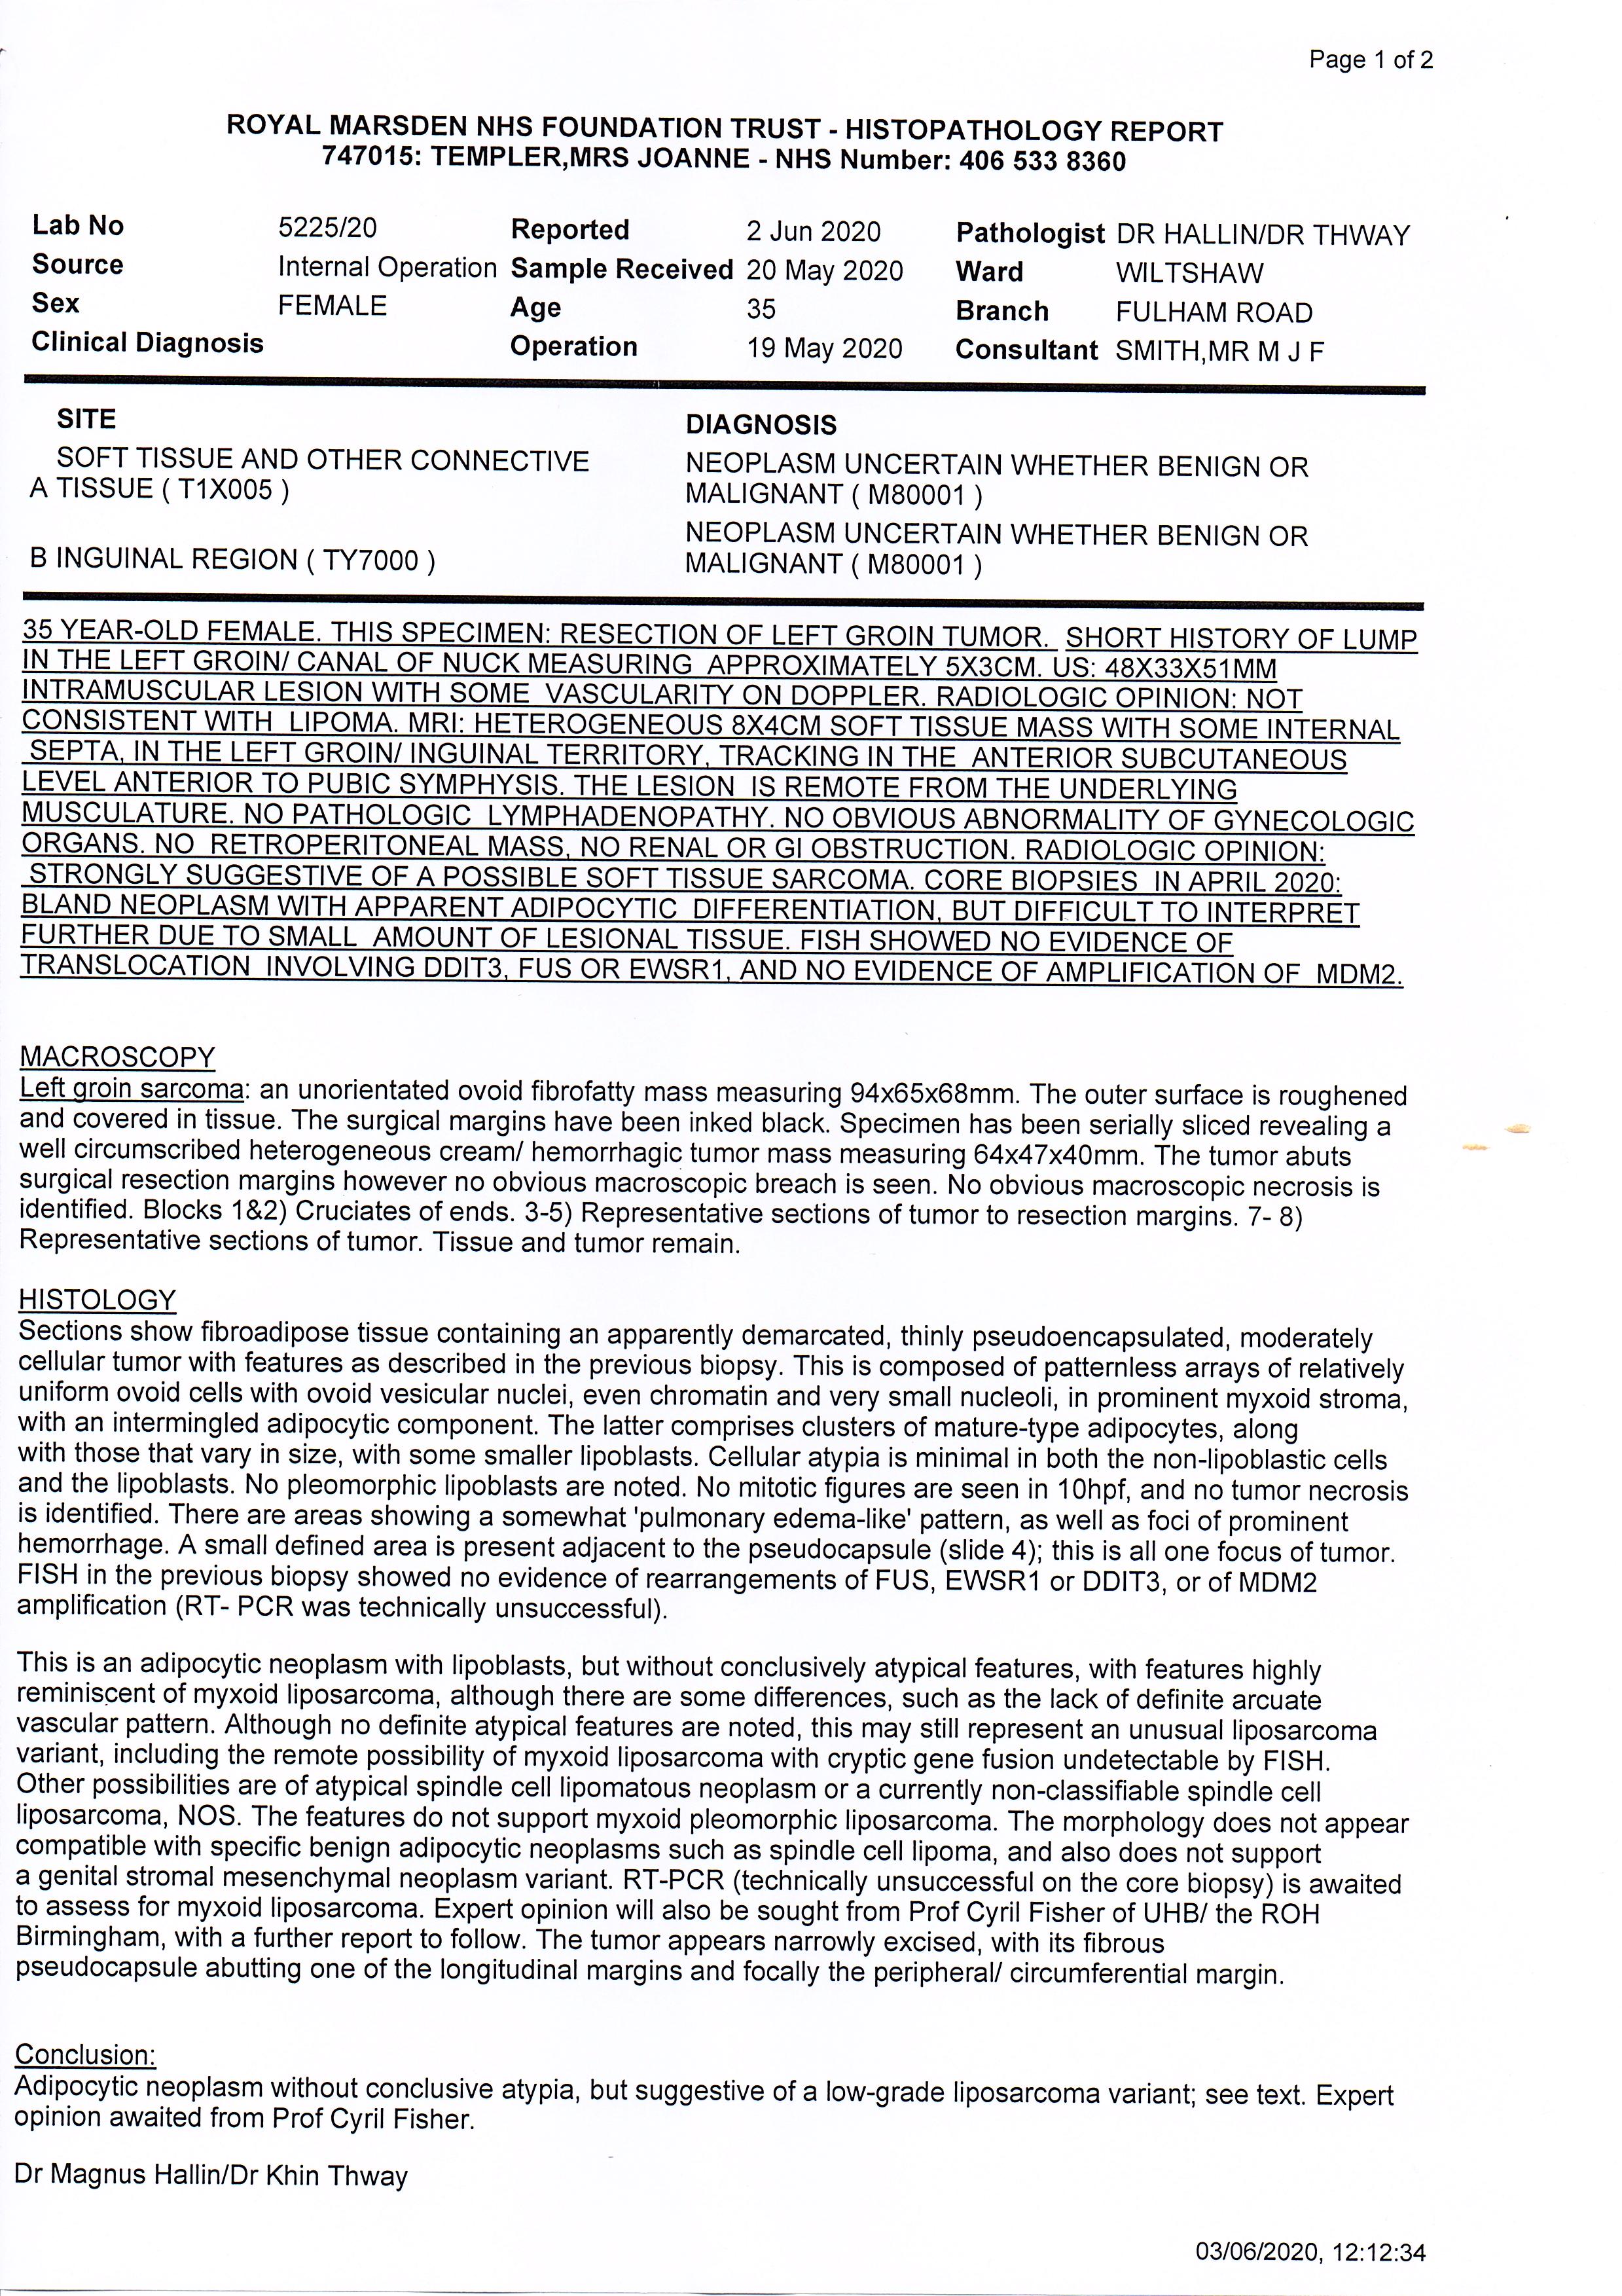 Page 1 of 2
ROYAL MARSDEN NHS FOUNDATION TRUST - HISTOPATHOLOGY REPORT
747015: TEMPLER,MRS JOANNE - NHS Number: 406 533 8360
Lab No 5225/20 Reported 2 Jun 2020 Pathologist DR HALLIN/DR THWAY
Source Internal Operation Sample Received 20 May 2020 Ward WILTSHAW
Sex FEMALE Age 35 Branch FULHAM ROAD
Clinical Diagnosis Operation 19 May 2020 Consultant SMITH,MR M J F
SITE DIAGNOSIS
SOFT TISSUE AND OTHER CONNECTIVE NEOPLASM UNCERTAIN WHETHER BENIGN OR
A TISSUE ( T1X005 ) MALIGNANT ( M80001 )
NEOPLASM UNCERTAIN WHETHER BENIGN OR
B INGUINAL REGION ( TY7000 ) MALIGNANT ( M80001 )
35 YEAR-OLD FEMALE. THIS SPECIMEN: RESECTION OF LEFT GROIN TUMOR. SHORT HISTORY OF LUMP
IN THE LEFT GROIN/ CANAL OF NUCK MEASURING APPROXIMATELY 5X3CM. US: 48X33X51MM
INTRAMUSCULAR LESION WITH SOME VASCULARITY ON DOPPLER. RADIOLOGIC OPINION: NOT
CONSISTENT WITH LIPOMA. MRI: HETEROGENEOUS 8X4CM SOFT TISSUE MASS WITH SOME INTERNAL
SEPTA, IN THE LEFT GROIN/ INGUINAL TERRITORY, TRACKING IN THE ANTERIOR SUBCUTANEOUS
LEVEL ANTERIOR TO PUBIC SYMPHYSIS. THE LESION IS REMOTE FROM THE UNDERLYING
MUSCULATURE. NO PATHOLOGIC LYMPHADENOPATHY. NO OBVIOUS ABNORMALITY OF GYNECOLOGIC
ORGANS. NO RETROPERITONEAL MASS, NO RENAL OR GI OBSTRUCTION. RADIOLOGIC OPINION:
STRONGLY SUGGESTIVE OF A POSSIBLE SOFT TISSUE SARCOMA. CORE BIOPSIES IN APRIL 2020:
BLAND NEOPLASM WITH APPARENT ADIPOCYTIC DIFFERENTIATION, BUT DIFFICULT TO INTERPRET
FURTHER DUE TO SMALL AMOUNT OF LESIONAL TISSUE. FISH SHOWED NO EVIDENCE OF
TRANSLOCATION INVOLVING DDIT3, FUS OR EWSR1, AND NO EVIDENCE OF AMPLIFICATION OF MDM2.
MACROSCOPY
Left groin sarcoma: an unorientated ovoid fibrofatty mass measuring 94x65x68mm. The outer surface is roughened
and covered in tissue. The surgical margins have been inked black. Specimen has been serially sliced revealing a
well circumscribed heterogeneous cream/ hemorrhagic tumor mass measuring 64x47x40mm. The tumor abuts
surgical resection margins however no obvious macroscopic breach is seen. No obvious macroscopic necrosis is
identified. Blocks 1&2) Cruciates of ends. 3-5) Representative sections of tumor to resection margins. 7- 8)
Representative sections of tumor. Tissue and tumor remain.
HISTOLOGY
Sections show fibroadipose tissue containing an apparently demarcated, thinly pseudoencapsulated, moderately
cellular tumor with features as described in the previous biopsy. This is composed of patternless arrays of relatively
uniform ovoid cells with ovoid vesicular nuclei, even chromatin and very small nucleoli, in prominent myxoid stroma,
with an intermingled adipocytic component. The latter comprises clusters of mature-type adipocytes, along
with those that vary in size, with some smaller lipoblasts. Cellular atypia is minimal in both the non-lipoblastic cells
and the lipoblasts. No pleomorphic lipoblasts are noted. No mitotic figures are seen in 10hpf, and no tumor necrosis
is identified. There are areas showing a somewhat 'pulmonary edema-like' pattern, as well as foci of prominent
hemorrhage. A small defined area is present adjacent to the pseudocapsule (slide 4); this is all one focus of tumor.
FISH in the previous biopsy showed no evidence of rearrangements of FUS, EWSR1 or DDIT3, or of MDM2
amplification (RT- PCR was technically unsuccessful).
This is an adipocytic neoplasm with lipoblasts, but without conclusively atypical features, with features highly
reminiscent of myxoid liposarcoma, although there are some differences, such as the lack of definite arcuate
vascular pattern. Although no definite atypical features are noted, this may still represent an unusual liposarcoma
variant, including the remote possibility of myxoid liposarcoma with cryptic gene fusion undetectable by FISH.
Other possibilities are of atypical spindle cell lipomatous neoplasm or a currently non-classifiable spindle cell
liposarcoma, NOS. The features do not support myxoid pleomorphic liposarcoma. The morphology does not appear
compatible with specific benign adipocytic neoplasms such as spindle cell lipoma, and also does not support
a genital stromal mesenchymal neoplasm variant. RT-PCR (technically unsuccessful on the core biopsy) is awaited
to assess for myxoid liposarcoma. Expert opinion will also be sought from Prof Cyril Fisher of UHB/ the ROH
Birmingham, with a further report to follow. The tumor appears narrowly excised, with its fibrous
pseudocapsule abutting one of the longitudinal margins and focally the peripheral/ circumferential margin.
Conclusion:
Adipocytic neoplasm without conclusive atypia, but suggestive of a low-grade liposarcoma variant; see text. Expert
opinion awaited from Prof Cyril Fisher.
Dr Magnus Hallin/Dr Khin Thway
03/06/2020, 12:12:34